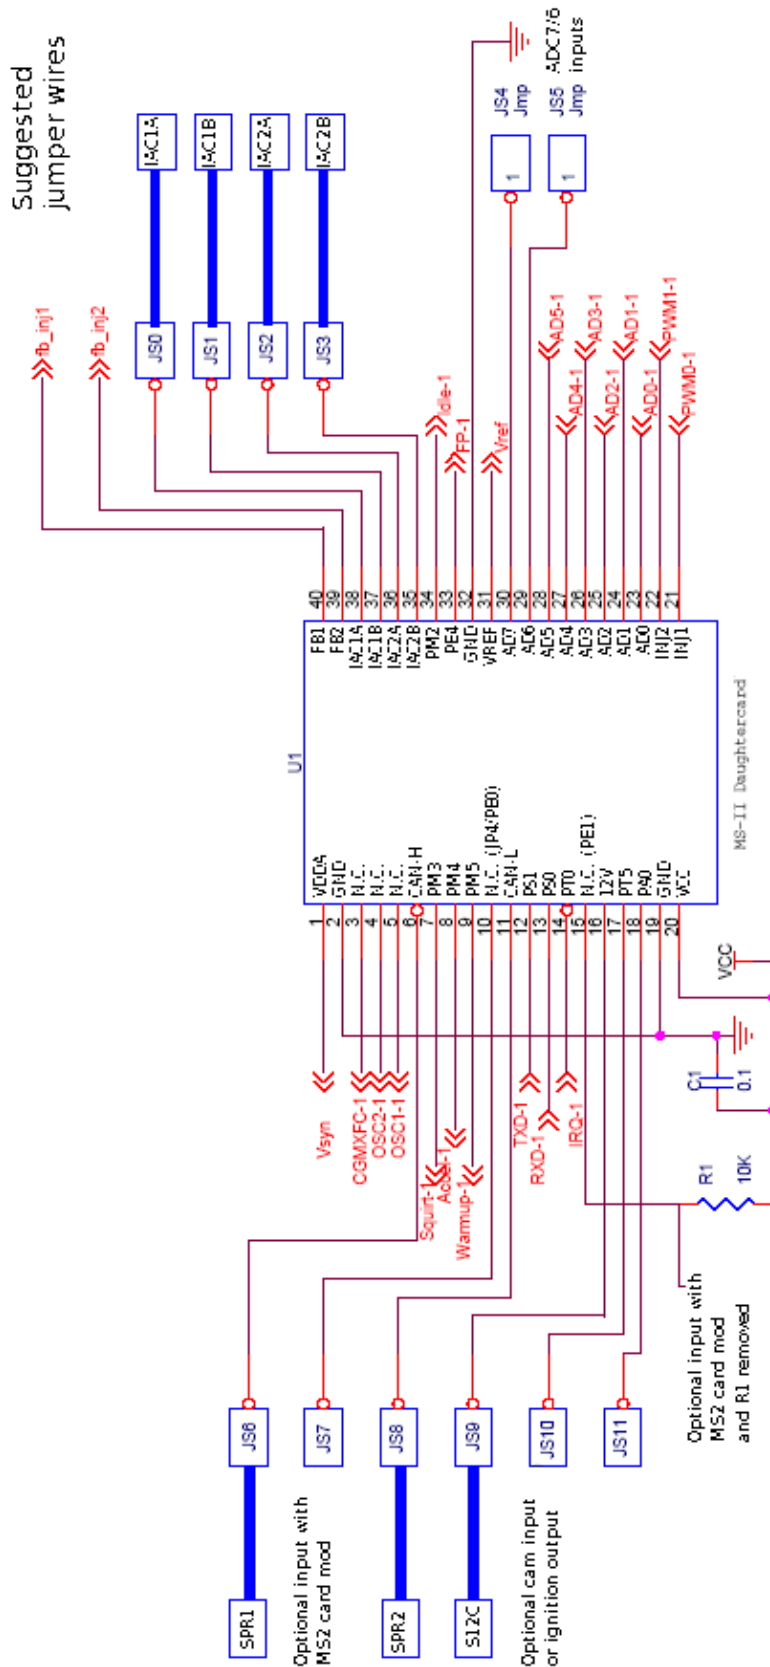 Suggested
jumper wires
fb_inj1
fb_inj2
IAC1A
IAC1B
IAC2A
IAC2B
JS0
JS1
JS2
JS3
Idle-1
FP-1
Vref
JS4
Jmp
JS5
Jmp
ADC7/6
inputs
1
1
AD5-1
AD4-1
AD3-1
AD2-1
AD1-1
AD0-1
PWM1-1
PWM0-1
40
39
38
37
36
35
34
33
32
31
30
29
28
27
26
25
24
23
22
21
FB1
FB2
IAC1A
IAC1B
IAC2A
IAC2B
PM2
PE4
GND
VREF
AD7
AD6
AD5
AD4
AD3
AD2
AD1
AD0
INJ2
INJ1
U1
MS-II Daughtercard
VDDA
GND
N.C.
N.C.
N.C.
CAN-H
PM3
PM4
PM5
N.C. (JP4/PE0)
CAN-L
PS1
PS0
PT0
N.C. (PE1)
12V
PT5
PA0
GND
VCC
1
2
3
4
5
6
7
8
9
10
11
12
13
14
15
16
17
18
19
20
VCC
Vsyn
CGMXFC-1
OSC2-1
OSC1-1
Squirt-1
Accel-1
Warmup-1
TXD-1
RXD-1
IRQ-1
C1
0.1
R1
10K
Optional input with
MS2 card mod
and R1 removed
JS6
JS7
JS8
JS9
JS10
JS11
SPR1
Optional input with
MS2 card mod
SPR2
S12C
Optional cam input
or ignition output